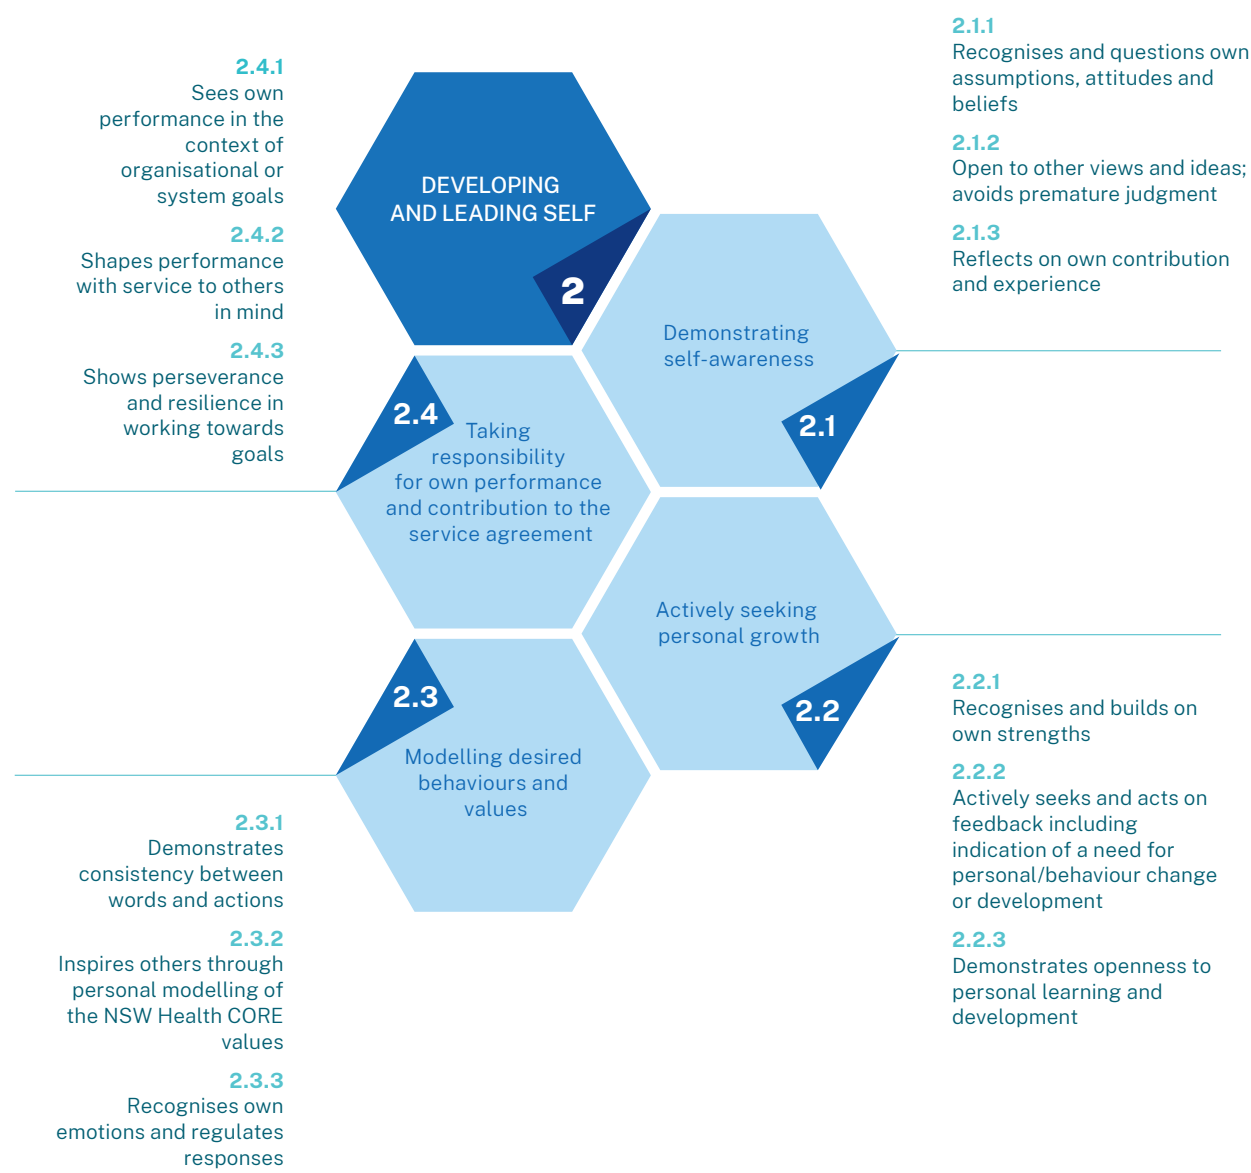 DEVELOPING
AND LEADING SELF
2
2.1.1
Recognises and questions own
assumptions, attitudes and
beliefs
2.1.2
Open to other views and ideas;
avoids premature judgment
2.1.3
Reflects on own contribution
and experience
Demonstrating
self-awareness
2.1
Actively seeking
personal growth
2.2
2.2.1
Recognises and builds on
own strengths
2.2.2
Actively seeks and acts on
feedback including
indication of a need for
personal/behaviour change
or development
2.2.3
Demonstrates openness to
personal learning and
development
2.3
Modelling desired
behaviours and
values
2.3.1
Demonstrates
consistency between
words and actions
2.3.2
Inspires others through
personal modelling of
the NSW Health CORE
values
2.3.3
Recognises own
emotions and regulates
responses
2.4
Taking
responsibility
for own performance
and contribution to the
service agreement
2.4.1
Sees own
performance in the
context of
organisational or
system goals
2.4.2
Shapes performance
with service to others
in mind
2.4.3
Shows perseverance
and resilience in
working towards
goals